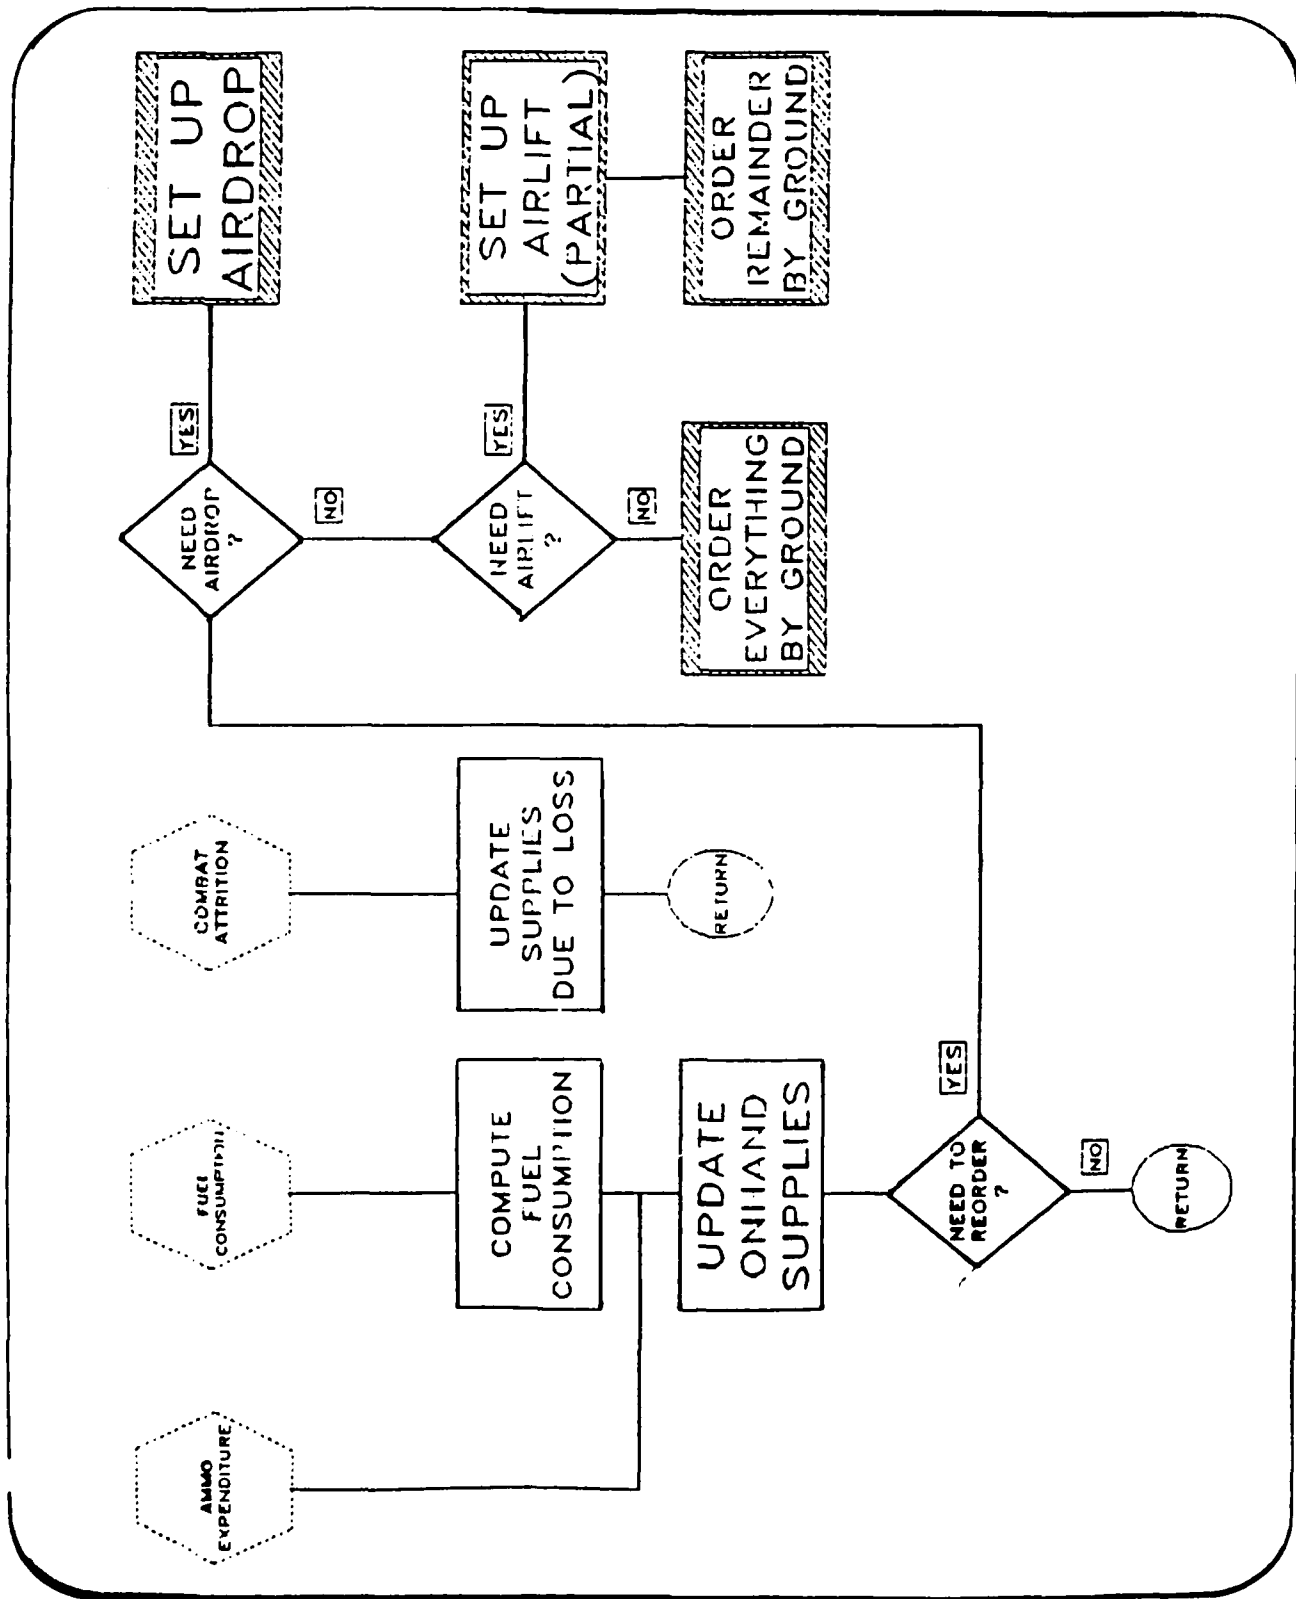 AMMO
EXPENDITURE
FUEL
CONSUMPTION
COMBAT
ATTRITION
COMPUTE
FUEL
CONSUMPTION
UPDATE
SUPPLIES
DUE TO LOSS
UPDATE
ONHAND
SUPPLIES
RETURN
NEED TO
REORDER
?
YES
NO
RETURN
NEED
AIRDROP
?
YES
SET UP
AIRDROP
NO
NEED
AIRLIFT
?
YES
SET UP
AIRLIFT
(PARTIAL)
NO
ORDER
EVERYTHING
BY GROUND
ORDER
REMAINDER
BY GROUND